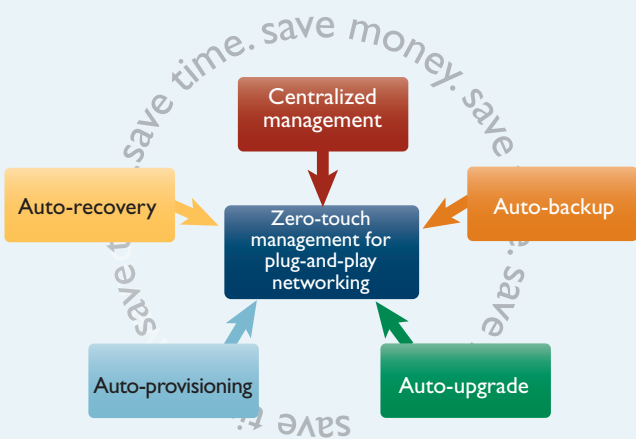 save time. save money. save
Centralized
management
Auto-recovery
Zero-touch
management for
plug-and-play
networking
Auto-backup
save
save
Auto-provisioning
Auto-upgrade
save